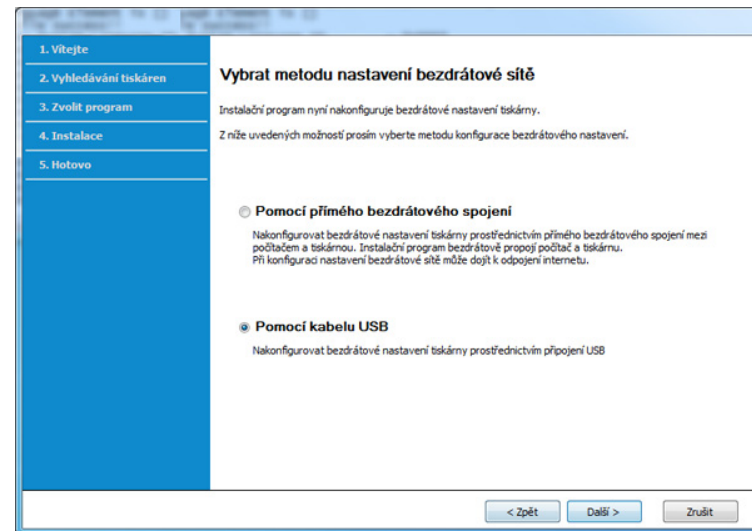 1. Vítejte
2. Vyhledávání tiskáren
3. Zvolit program
4. Instalace
5. Hotovo
Vybrat metodu nastavení bezdrátové sítě
Instalační program nyní nakonfiguruje bezdrátové nastavení tiskárny.
Z níže uvedených možností prosím vyberte metodu konfigurace bezdrátového nastavení.
Pomocí přímého bezdrátového spojení
Nakonfigurovat bezdrátové nastavení tiskárny prostřednictvím přímého bezdrátového spojení mezi
počítačem a tiskárnou. Instalační program bezdrátově propojí počítač a tiskárnu.
Při konfiguraci nastavení bezdrátové sítě může dojít k odpojení internetu.
Pomocí kabelu USB
Nakonfigurovat bezdrátové nastavení tiskárny prostřednictvím připojení USB
< Zpět
Další >
Zrušit